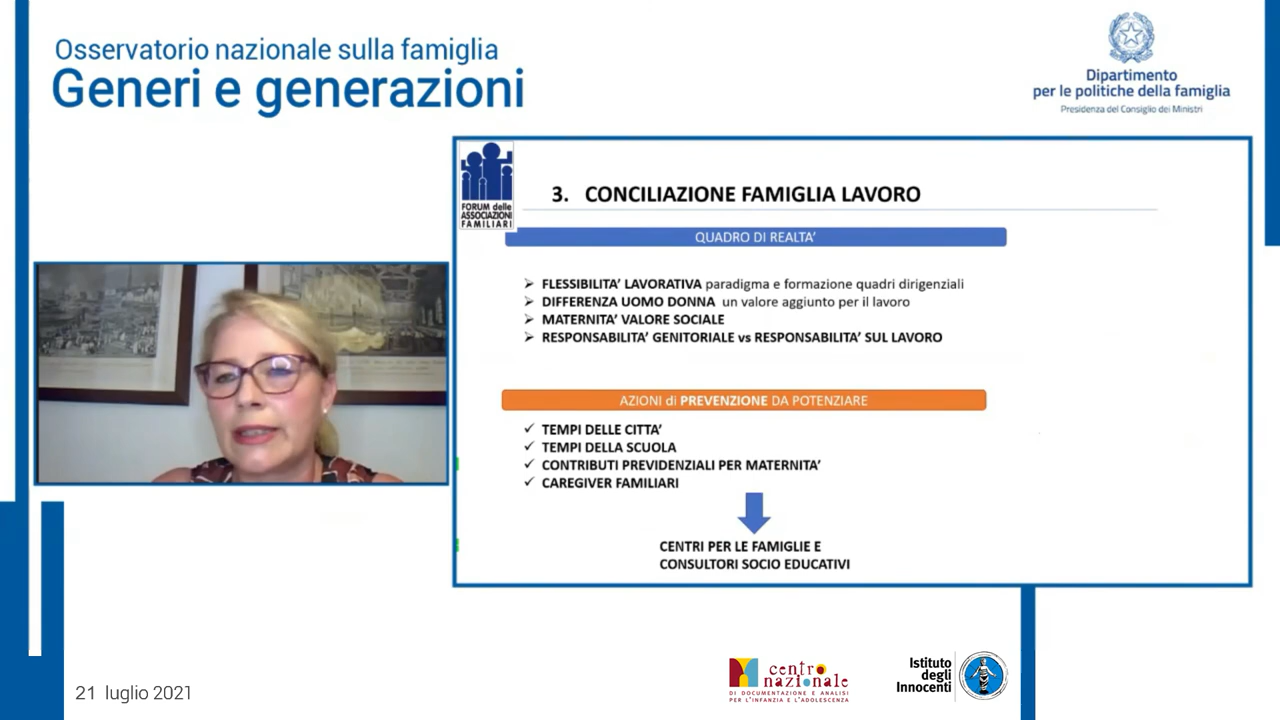 Osservatorio nazionale sulla famiglia
Generi e generazioni
Dipartimento
per le politiche della famiglia
Presidenza del Consiglio dei Ministri
FORUM delle
ASSOCIAZIONI
FAMILIARI
3. CONCILIAZIONE FAMIGLIA LAVORO
QUADRO DI REALTA'
➢ FLESSIBILITA' LAVORATIVA paradigma e formazione quadri dirigenziali
➢ DIFFERENZA UOMO DONNA un valore aggiunto per il lavoro
➢ MATERNITA' VALORE SOCIALE
➢ RESPONSABILITA' GENITORIALE vs RESPONSABILITA' SUL LAVORO
AZIONI di PREVENZIONE DA POTENZIARE
✓ TEMPI DELLE CITTA'
✓ TEMPI DELLA SCUOLA
✓ CONTRIBUTI PREVIDENZIALI PER MATERNITA'
✓ CAREGIVER FAMILIARI
CENTRI PER LE FAMIGLIE E
CONSULTORI SOCIO EDUCATIVI
21 luglio 2021
centro
nazionale
DI DOCUMENTAZIONE E ANALISI
PER L'INFANZIA E L'ADOLESCENZA
Istituto
degli
Innocenti